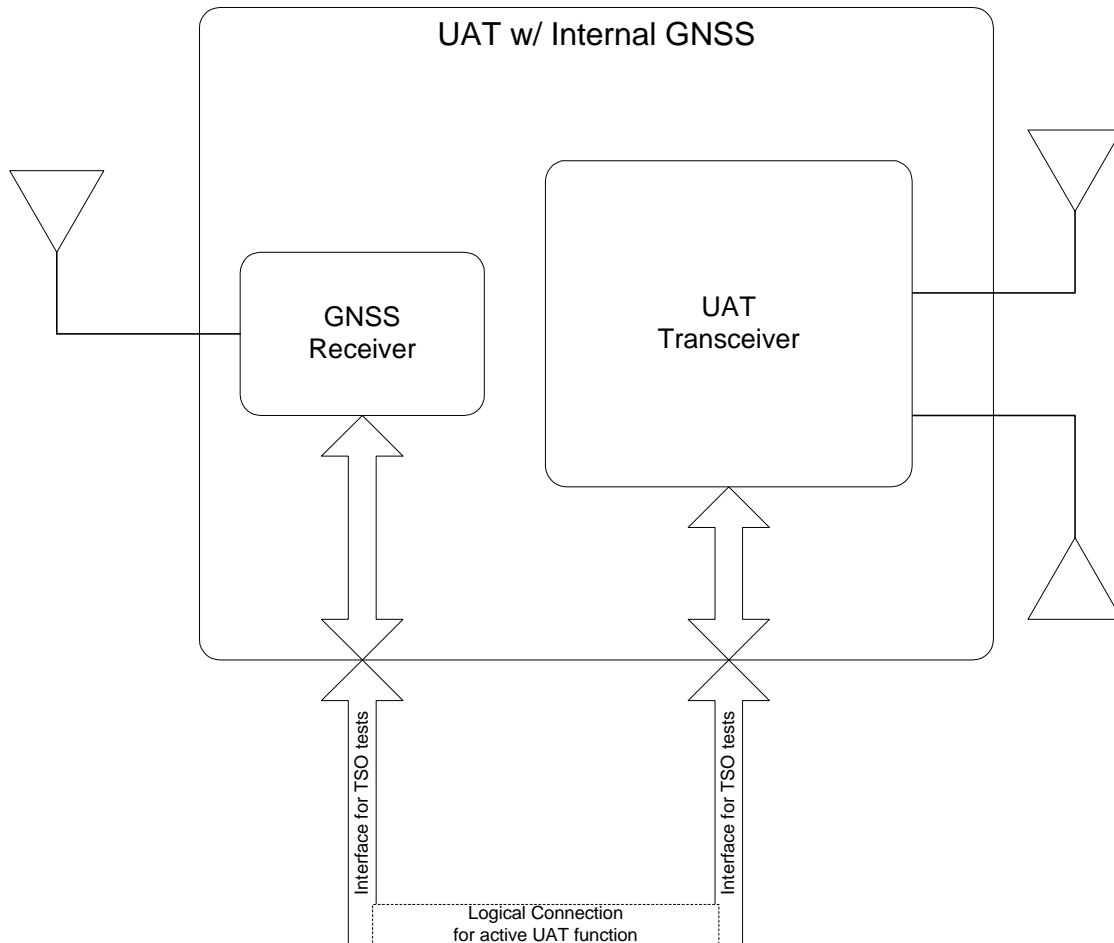 UAT w/ Internal GNSS
GNSS
Receiver
UAT
Transceiver
Interface for TSO tests
Interface for TSO tests
Logical Connection
for active UAT function